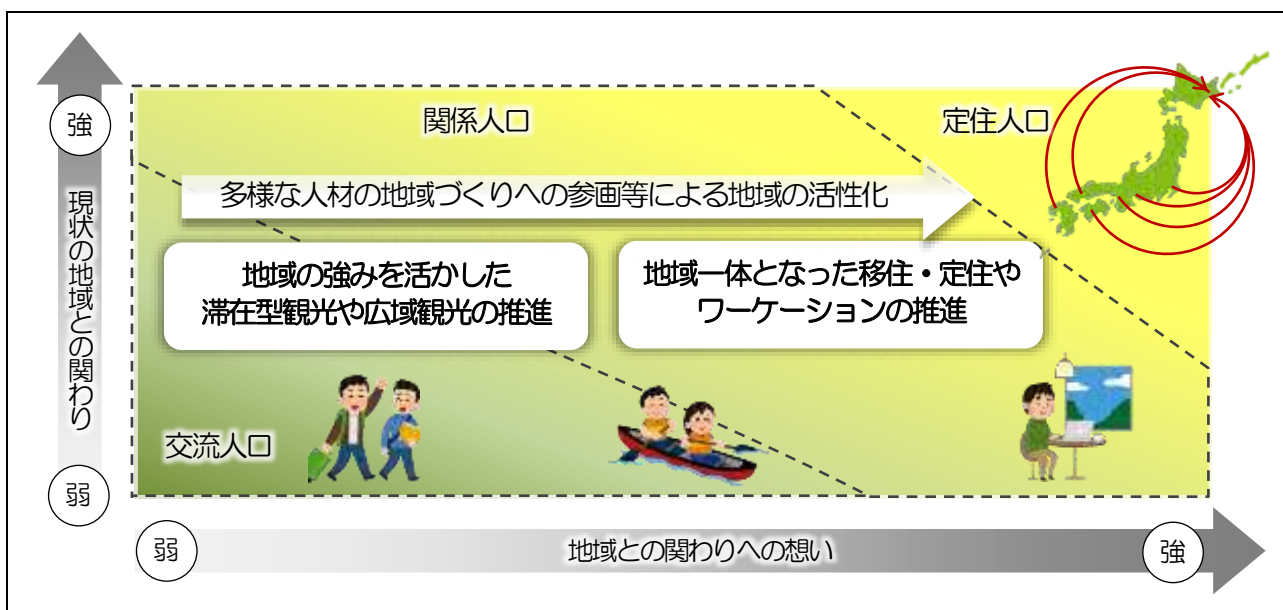 強
現状の地域との関わり
弱
関係人口
定住人口
多様な人材の地域づくりへの参画等による地域の活性化
地域の強みを活かした
滞在型観光や広域観光の推進
地域一体となった移住・定住や
ワーケーションの推進
交流人口
弱
地域との関わりへの想い
強